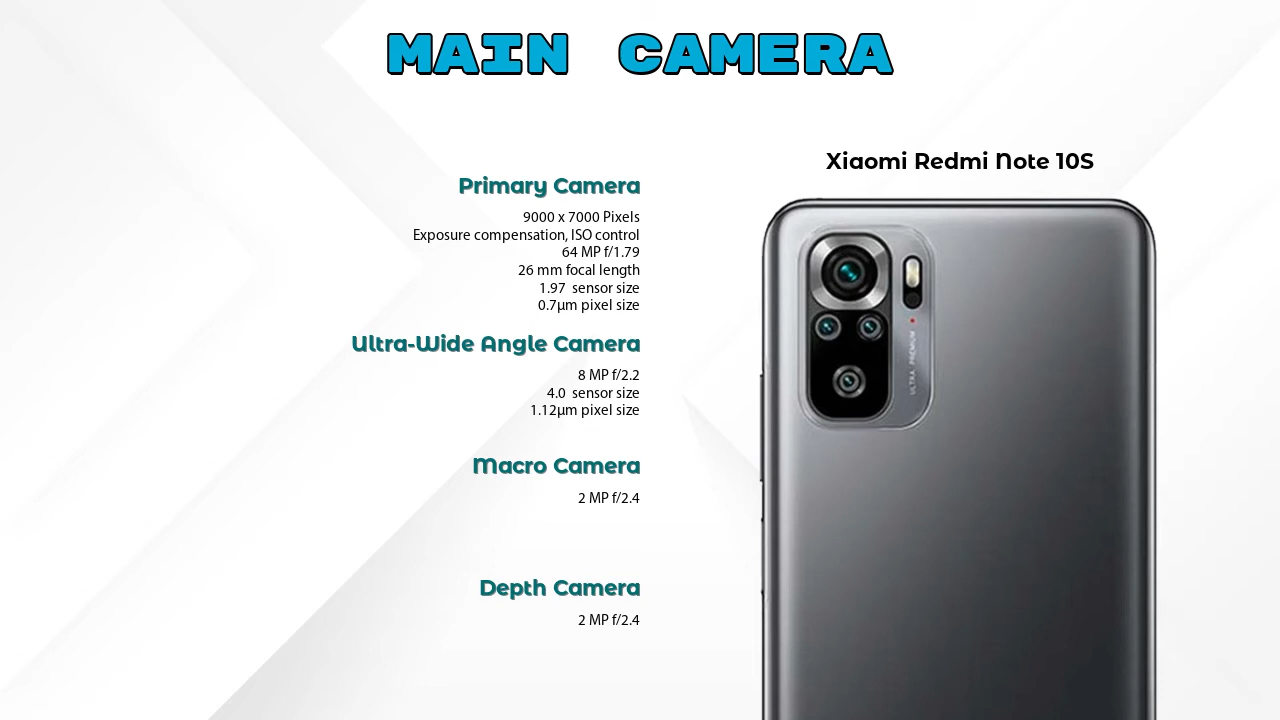 MAIN CAMERA
Xiaomi Redmi Note 10S
Primary Camera
9000 x 7000 Pixels
Exposure compensation, ISO control
64 MP f/1.79
26 mm focal length
1.97 sensor size
0.7µm pixel size
Ultra-Wide Angle Camera
8 MP f/2.2
4.0 sensor size
1.12µm pixel size
Macro Camera
2 MP f/2.4
Depth Camera
2 MP f/2.4
ULTRA PREMIUM